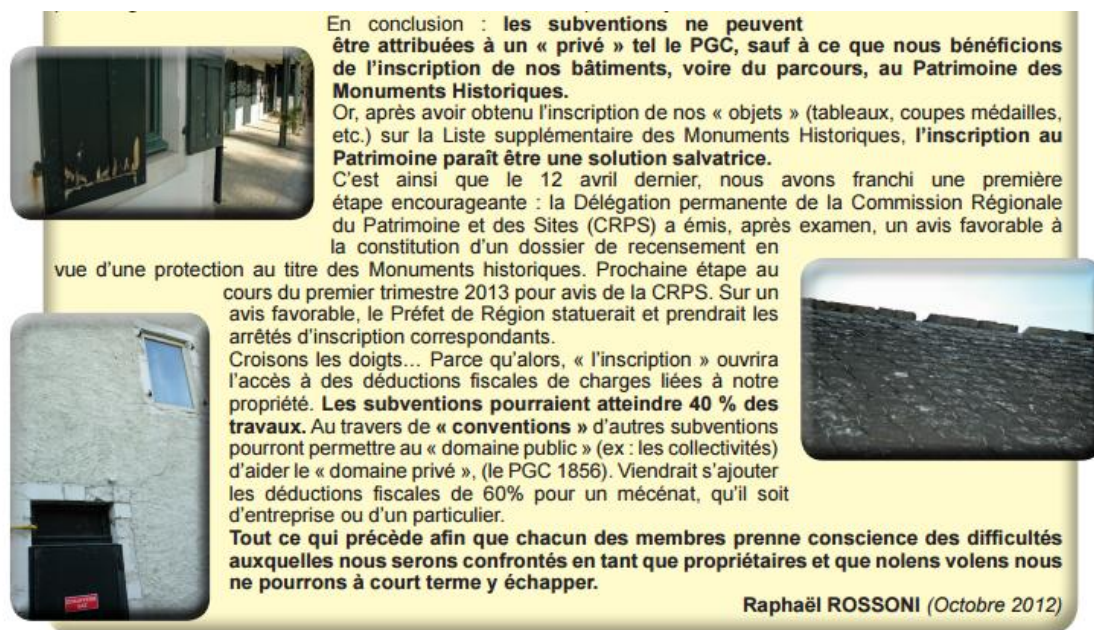 En conclusion : les subventions ne peuvent
être attribuées à un « privé » tel le PGC, sauf à ce que nous bénéficions
de l’inscription de nos bâtiments, voire du parcours, au Patrimoine des
Monuments Historiques.
Or, après avoir obtenu l’inscription de nos « objets » (tableaux, coupes médailles,
etc.) sur la Liste supplémentaire des Monuments Historiques, l’inscription au
Patrimoine paraît être une solution salvatrice.
C’est ainsi que le 12 avril dernier, nous avons franchi une première
étape encourageante : la Délégation permanente de la Commission Régionale
du Patrimoine et des Sites (CRPS) a émis, après examen, un avis favorable à
la constitution d’un dossier de recensement en
vue d’une protection au titre des Monuments historiques. Prochaine étape au
cours du premier trimestre 2013 pour avis de la CRPS. Sur un
avis favorable, le Préfet de Région statuerait et prendrait les
arrêtés d’inscription correspondants.
Croisons les doigts… Parce qu’alors, « l’inscription » ouvrira
l’accès à des déductions fiscales de charges liées à notre
propriété. Les subventions pourraient atteindre 40 % des
travaux. Au travers de « conventions » d’autres subventions
pourront permettre au « domaine public » (ex : les collectivités)
d’aider le « domaine privé », (le PGC 1856). Viendrait s’ajouter
les déductions fiscales de 60% pour un mécénat, qu’il soit
d’entreprise ou d’un particulier.
Tout ce qui précède afin que chacun des membres prenne conscience des difficultés
auxquelles nous serons confrontés en tant que propriétaires et que nolens volens nous
ne pourrons à court terme y échapper.
Raphaël ROSSONI (Octobre 2012)